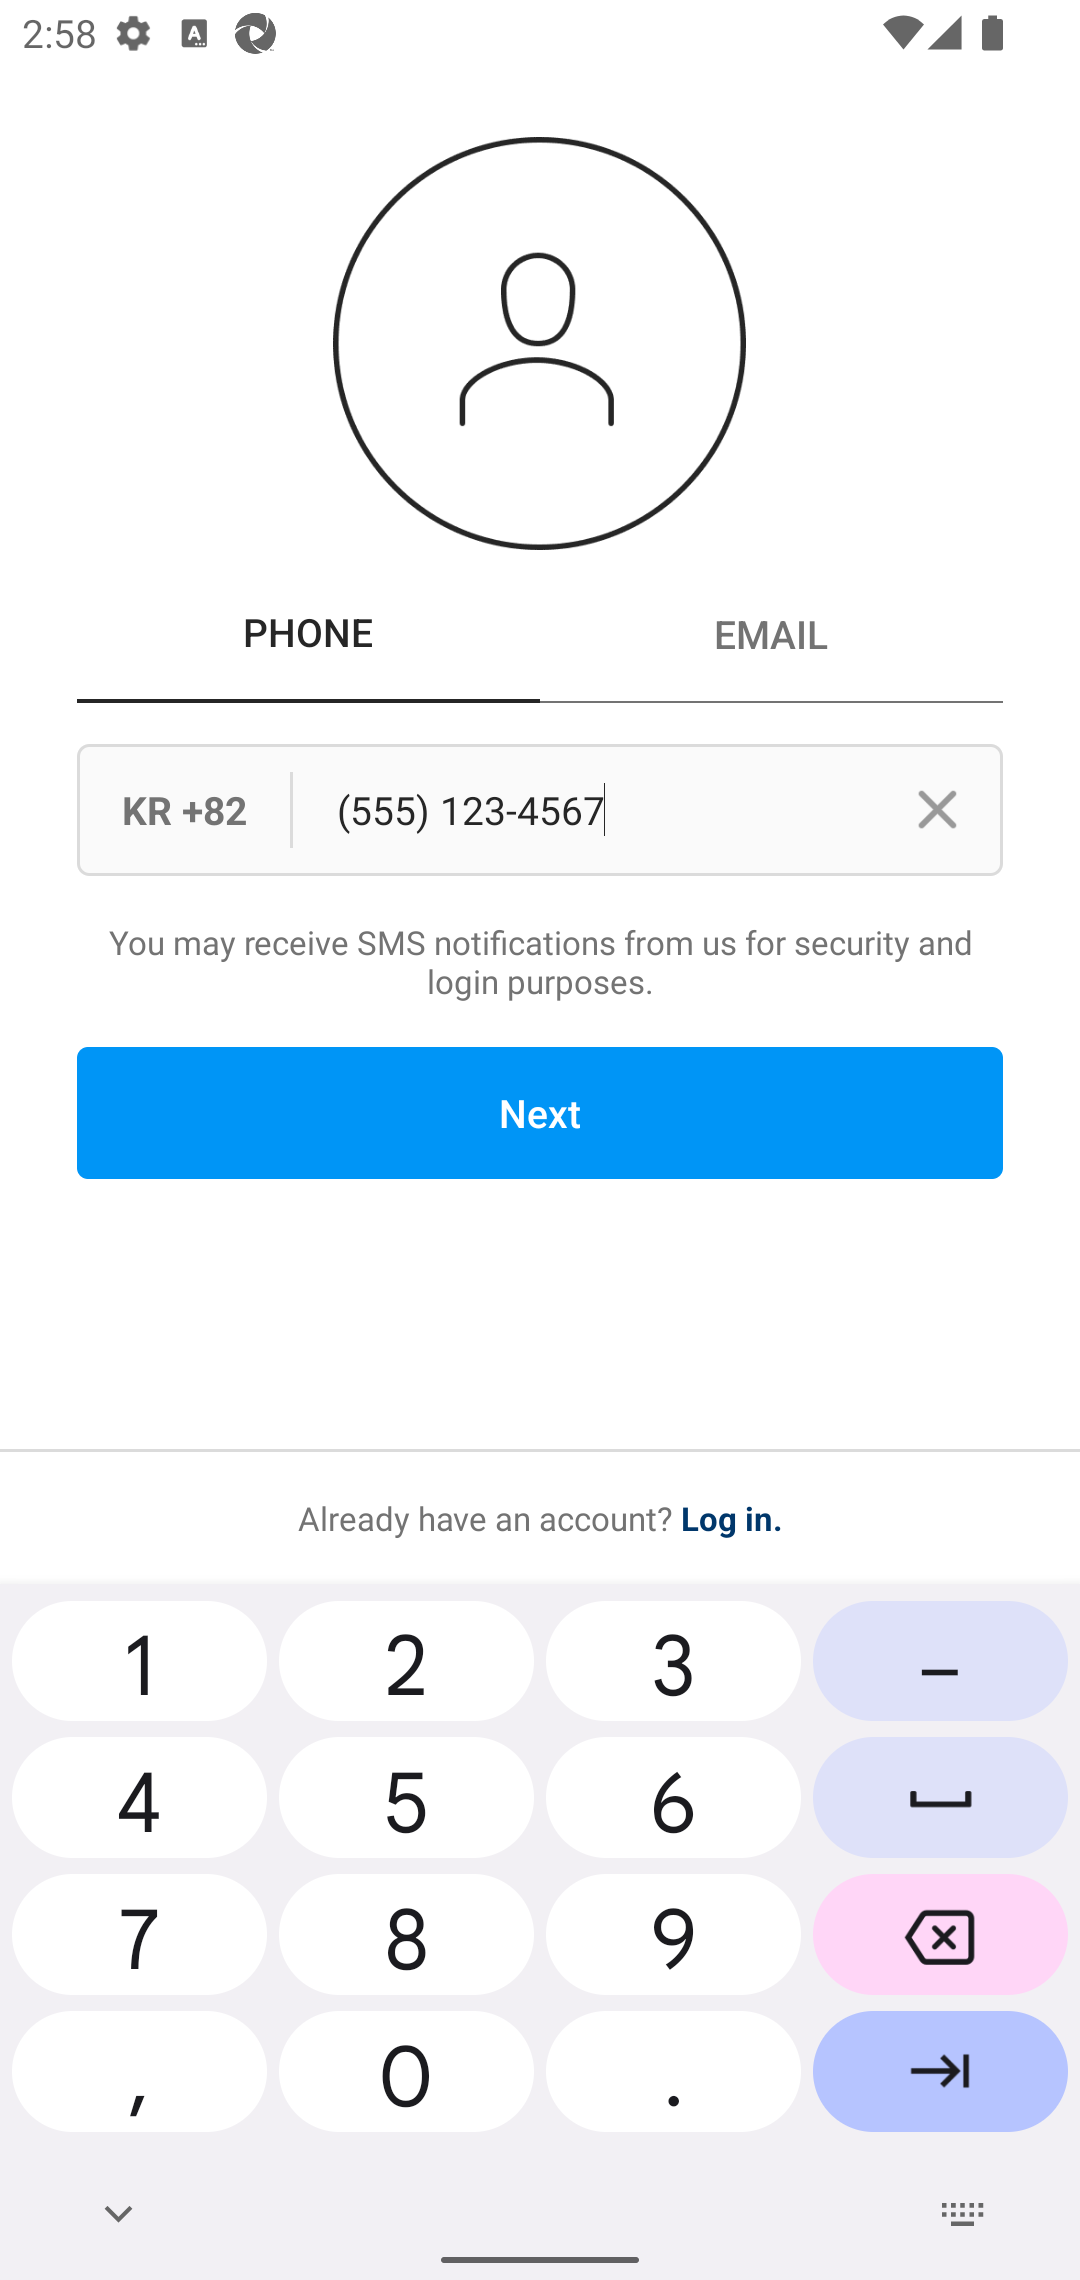 2:58
PHONE
EMAIL
KR +82
(555) 123-4567
You may receive SMS notifications from us for security and
login purposes.
Next
Already have an account? Log in.
1 2 3 –
4 5 6
7 8 9
, 0 .